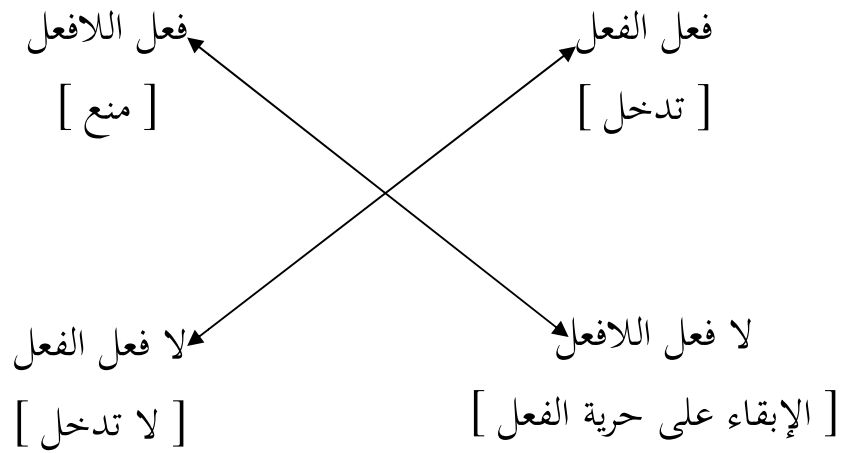 فعل الفعل
[ تدخل ]
فعل اللافعل
[ منع ]
لا فعل اللافعل
[ الإبقاء على حرية الفعل ]
لا فعل الفعل
[ لا تدخل ]